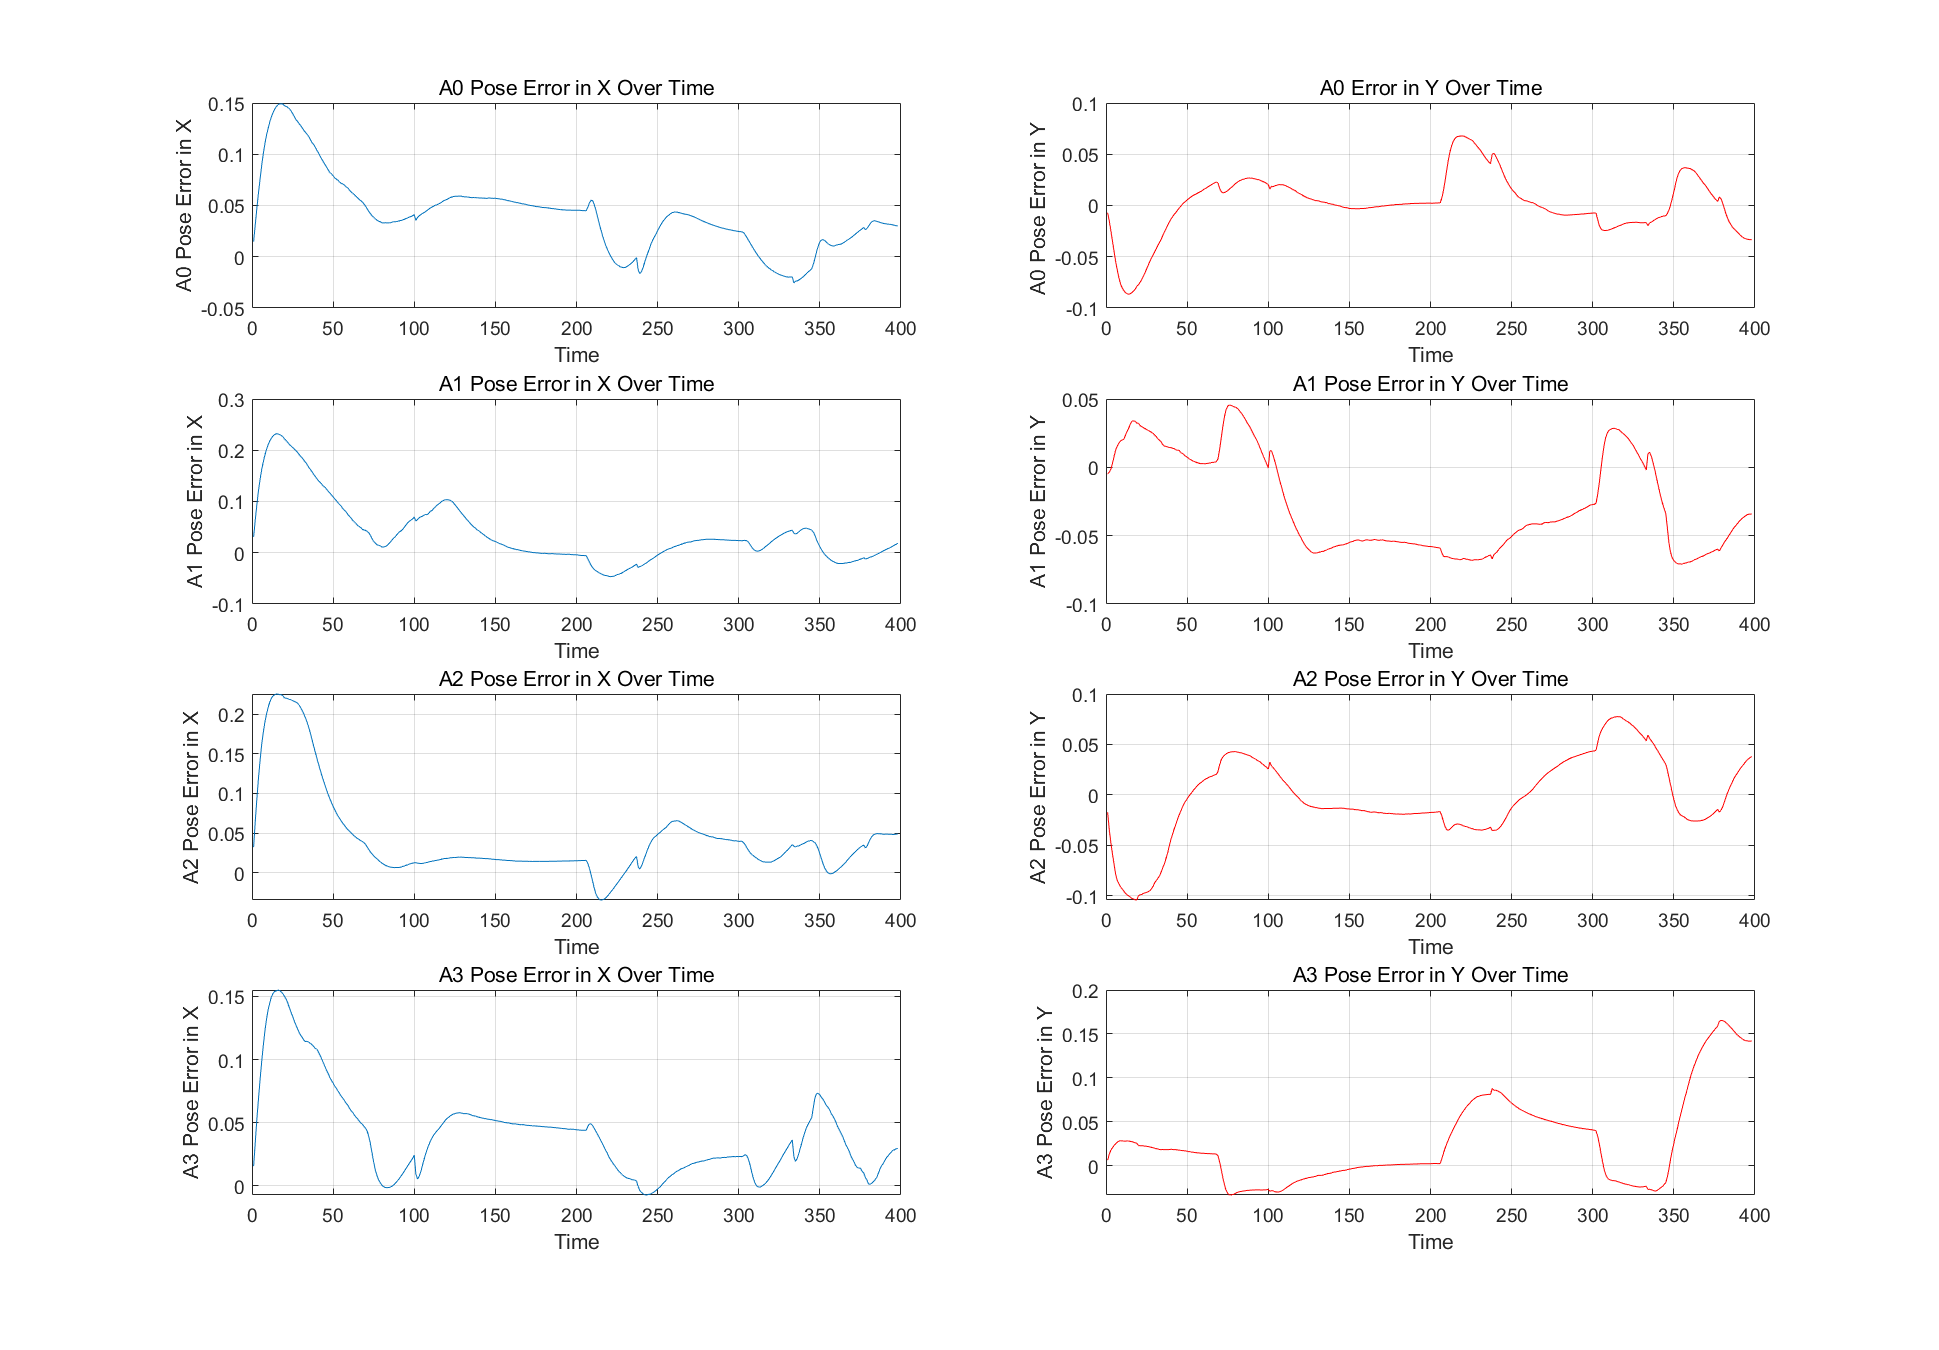 A0 Pose Error in X Over Time
A0 Pose Error in X
0.15
0.1
0.05
0
-0.05
0 50 100 150 200 250 300 350 400
Time
A0 Error in Y Over Time
A0 Pose Error in Y
0.1
0.05
0
-0.05
-0.1
0 50 100 150 200 250 300 350 400
Time
A1 Pose Error in X Over Time
A1 Pose Error in X
0.3
0.2
0.1
0
-0.1
0 50 100 150 200 250 300 350 400
Time
A1 Pose Error in Y Over Time
A1 Pose Error in Y
0.05
0
-0.05
-0.1
0 50 100 150 200 250 300 350 400
Time
A2 Pose Error in X Over Time
A2 Pose Error in X
0.2
0.15
0.1
0.05
0
0 50 100 150 200 250 300 350 400
Time
A2 Pose Error in Y Over Time
A2 Pose Error in Y
0.1
0.05
0
-0.05
-0.1
0 50 100 150 200 250 300 350 400
Time
A3 Pose Error in X Over Time
A3 Pose Error in X
0.15
0.1
0.05
0
0 50 100 150 200 250 300 350 400
Time
A3 Pose Error in Y Over Time
A3 Pose Error in Y
0.2
0.15
0.1
0.05
0
0 50 100 150 200 250 300 350 400
Time